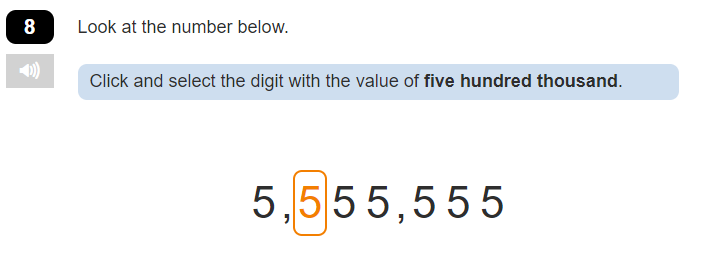 8 Look at the number below.
Click and select the digit with the value of five hundred thousand.
5,555,555